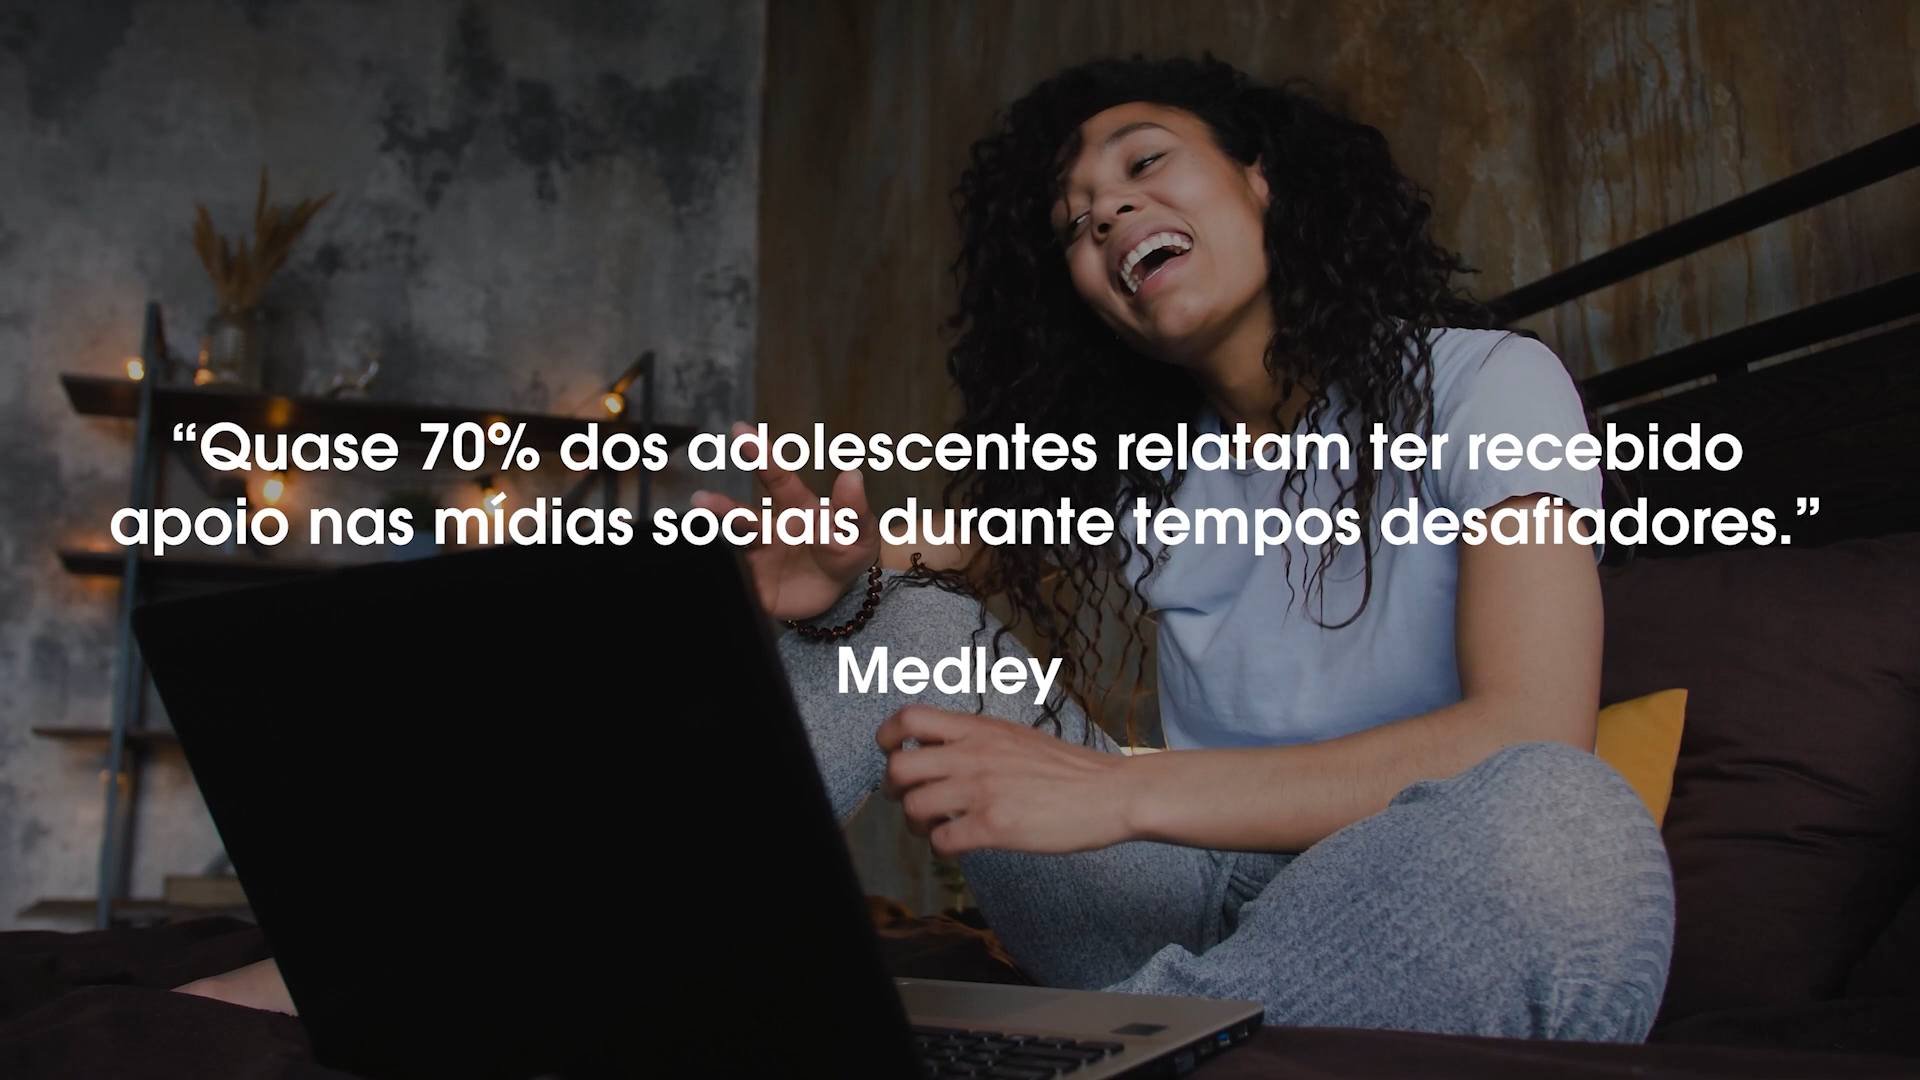 “Quase 70% dos adolescentes relatam ter recebido
apoio nas mídias sociais durante tempos desafiadores.”
Medley